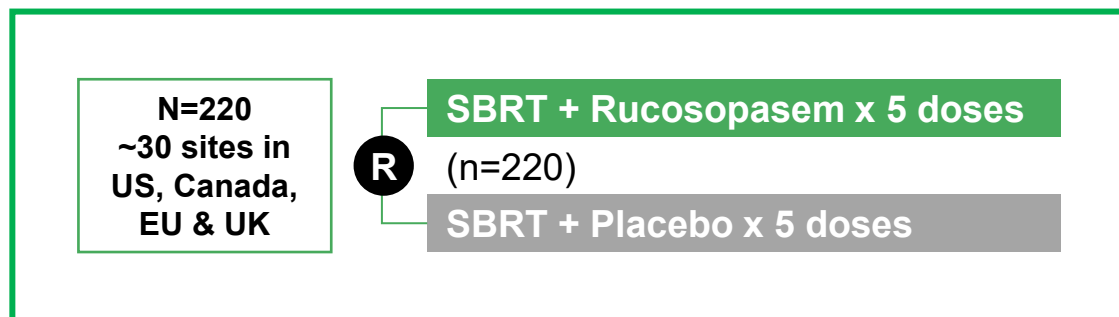 N=220
~30 sites in
US, Canada,
EU & UK
R
SBRT + Rucosopasem x 5 doses
(n=220)
SBRT + Placebo x 5 doses